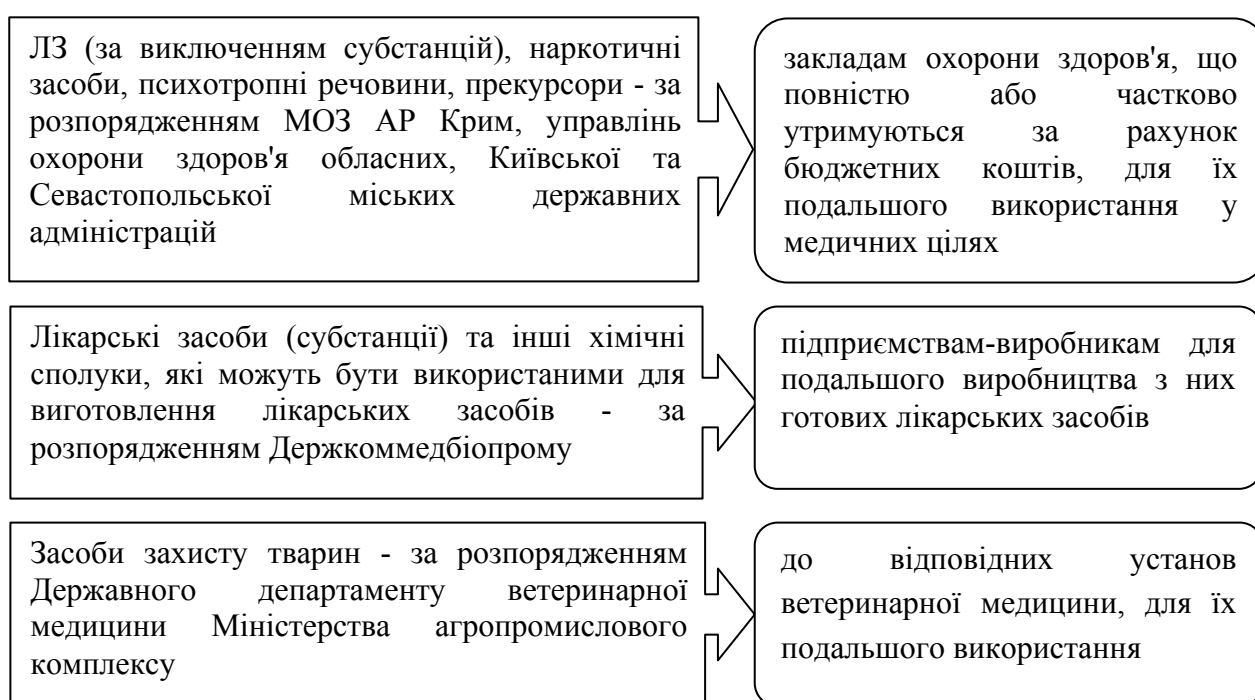 ЛЗ (за виключенням субстанцій), наркотичні
засоби, психотропні речовини, прекурсори - за
розпорядженням МОЗ АР Крим, управлінь
охорони здоров'я обласних, Київської та
Севастопольської міських державних
адміністрацій
закладам охорони здоров'я, що
повністю або частково
утримуються за рахунок
бюджетних коштів, для їх
подальшого використання у
медичних цілях
Лікарські засоби (субстанції) та інші хімічні
сполуки, які можуть бути використаними для
виготовлення лікарських засобів - за
розпорядженням Держкоммедбіопрому
підприємствам-виробникам для
подальшого виробництва з них
готових лікарських засобів
Засоби захисту тварин - за розпорядженням
Державного департаменту ветеринарної
медицини Міністерства агропромислового
комплексу
до відповідних установ
ветеринарної медицини, для їх
подальшого використання